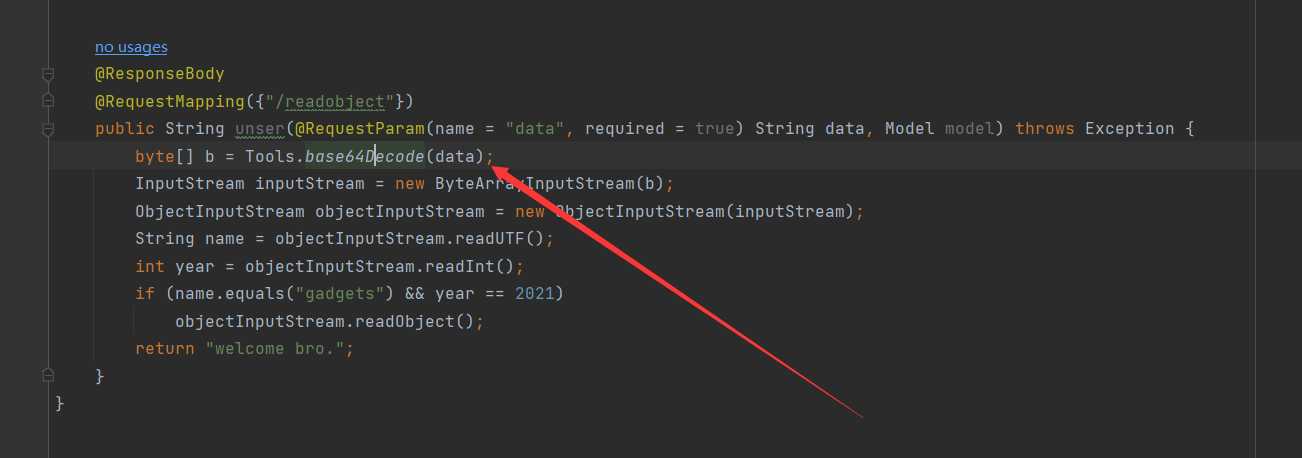 no usages
@ResponseBody
@RequestMapping({"/readobject"})
public String unser(@RequestParam(name = "data", required = true) String data, Model model) throws Exception {
byte[] b = Tools.base64Decode(data);
InputStream inputStream = new ByteArrayInputStream(b);
ObjectInputStream objectInputStream = new ObjectInputStream(inputStream);
String name = objectInputStream.readUTF();
int year = objectInputStream.readInt();
if (name.equals("gadgets") && year == 2021)
objectInputStream.readObject();
return "welcome bro.";
}
}